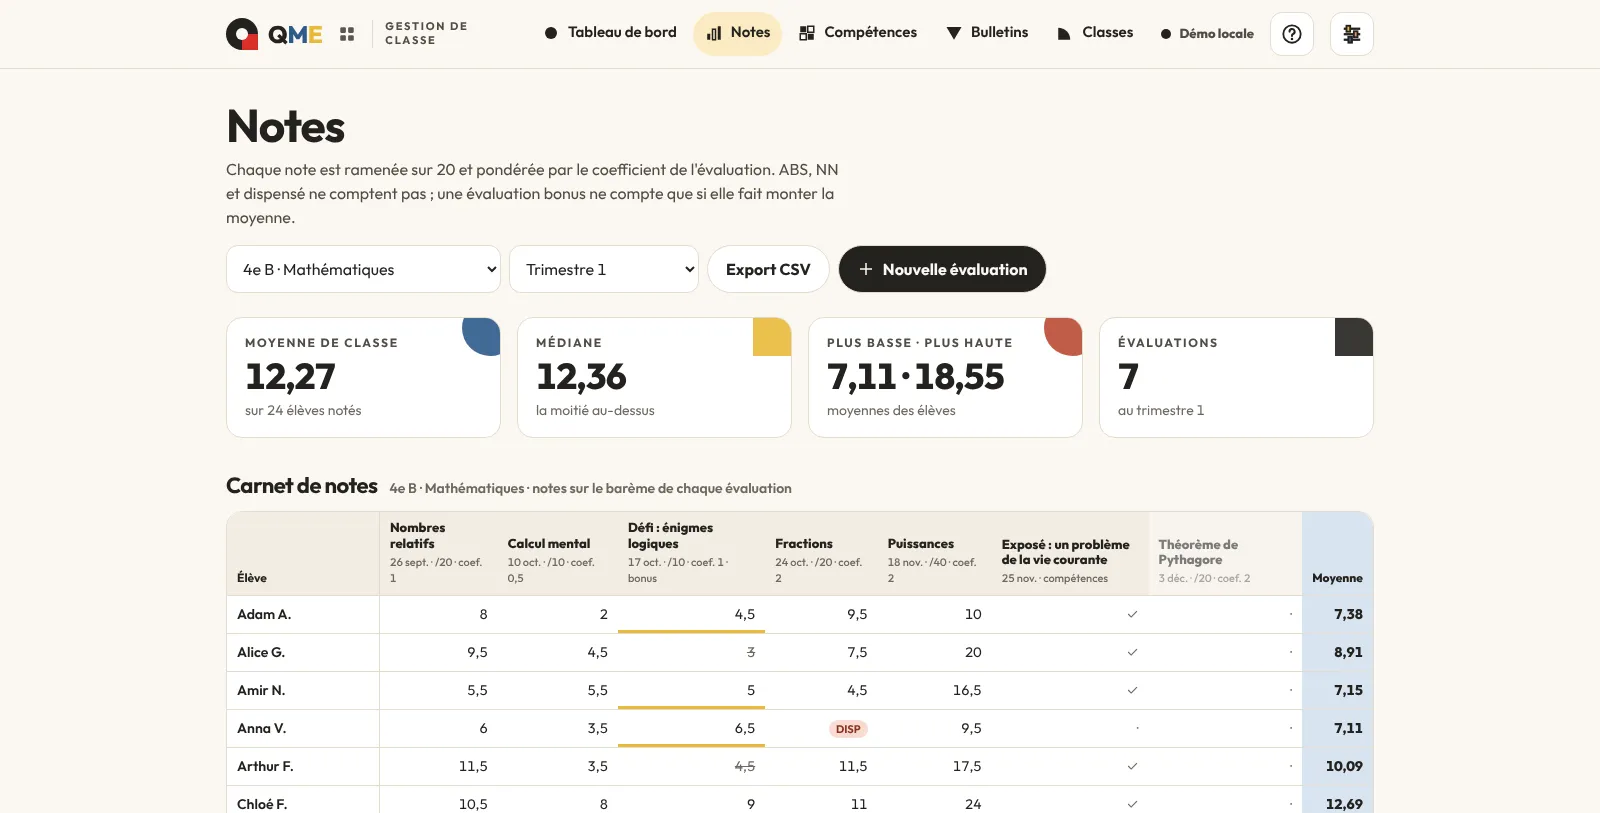 QME
GESTION DE
CLASSE
Tableau de bord
Notes
Compétences
Bulletins
Classes
Démo locale
Notes
Chaque note est ramenée sur 20 et pondérée par le coefficient de l'évaluation. ABS, NN
et dispensé ne comptent pas ; une évaluation bonus ne compte que si elle fait monter la
moyenne.
4e B · Mathématiques
Trimestre 1
Export CSV
+ Nouvelle évaluation
MOYENNE DE CLASSE
12,27
sur 24 élèves notés
MÉDIANE
12,36
la moitié au-dessus
PLUS BASSE · PLUS HAUTE
7,11 · 18,55
moyennes des élèves
ÉVALUATIONS
7
au trimestre 1
Carnet de notes 4e B · Mathématiques · notes sur le barème de chaque évaluation
Élève
Nombres
relatifs
26 sept. · /20 · coef.
1
Calcul mental
10 oct. · /10 · coef.
0,5
Défi : énigmes
logiques
17 oct. · /10 · coef. 1 ·
bonus
Fractions
24 oct. · /20 · coef.
2
Puissances
18 nov. · /40 · coef.
2
Exposé : un problème
de la vie courante
25 nov. · compétences
Théorème de
Pythagore
3 déc. · /20 · coef. 2
Moyenne
Adam A. 8 2 4,5 9,5 10 ✓ · 7,38
Alice G. 9,5 4,5 3 7,5 20 ✓ · 8,91
Amir N. 5,5 5,5 5 4,5 16,5 ✓ · 7,15
Anna V. 6 3,5 6,5 DISP 9,5 · · 7,11
Arthur F. 11,5 3,5 4,5 11,5 17,5 ✓ · 10,09
Chloé F. 10,5 8 9 11 24 ✓ · 12,69